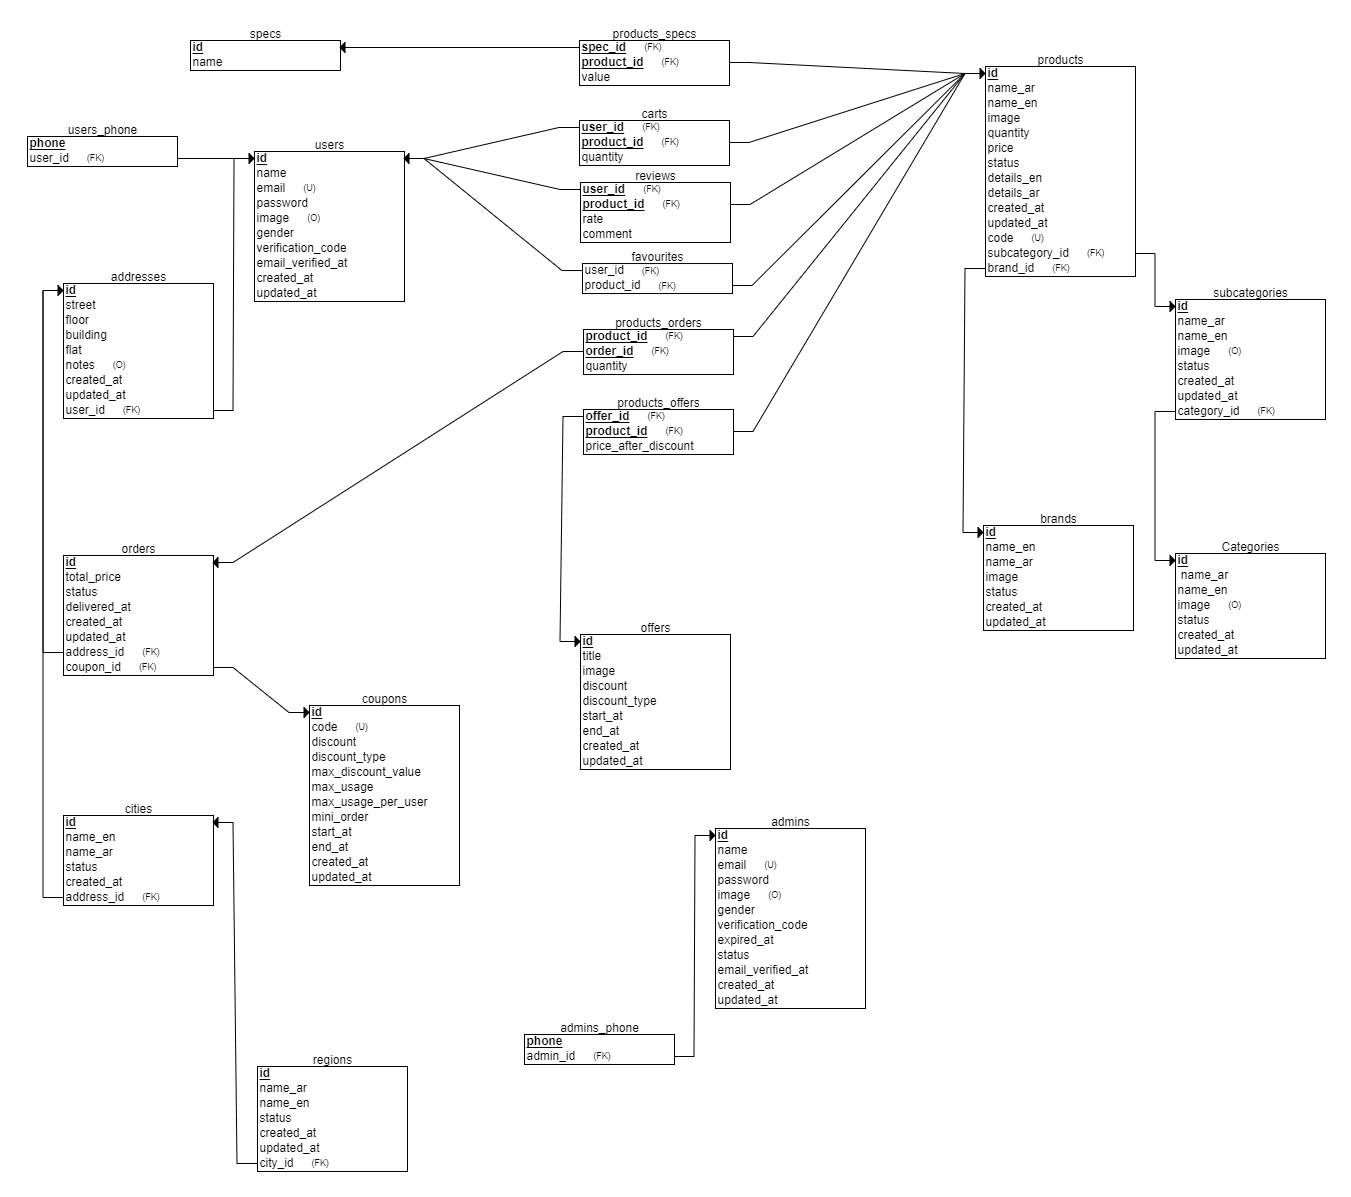 specs
id
name
products_specs
spec_id (FK)
product_id (FK)
value
products
id
name_ar
name_en
image
quantity
price
status
details_en
details_ar
created_at
updated_at
code (U)
subcategory_id (FK)
brand_id (FK)
carts
user_id (FK)
product_id (FK)
quantity
users_phone
phone
user_id (FK)
users
id
name
email (U)
password
image (O)
gender
verification_code
email_verified_at
created_at
updated_at
reviews
user_id (FK)
product_id (FK)
rate
comment
favourites
user_id (FK)
product_id (FK)
addresses
id
street
floor
building
flat
notes (O)
created_at
updated_at
user_id (FK)
subcategories
id
name_ar
name_en
image (O)
status
created_at
updated_at
category_id (FK)
products_orders
product_id (FK)
order_id (FK)
quantity
products_offers
offer_id (FK)
product_id (FK)
price_after_discount
brands
id
name_en
name_ar
image
status
created_at
updated_at
Categories
id
name_ar
name_en
image (O)
status
created_at
updated_at
orders
id
total_price
status
delivered_at
created_at
updated_at
address_id (FK)
coupon_id (FK)
offers
id
title
image
discount
discount_type
start_at
end_at
created_at
updated_at
coupons
id
code (U)
discount
discount_type
max_discount_value
max_usage
max_usage_per_user
mini_order
start_at
end_at
created_at
updated_at
cities
id
name_en
name_ar
status
created_at
address_id (FK)
admins
id
name
email (U)
password
image (O)
gender
verification_code
expired_at
status
email_verified_at
created_at
updated_at
admins_phone
phone
admin_id (FK)
regions
id
name_ar
name_en
status
created_at
updated_at
city_id (FK)